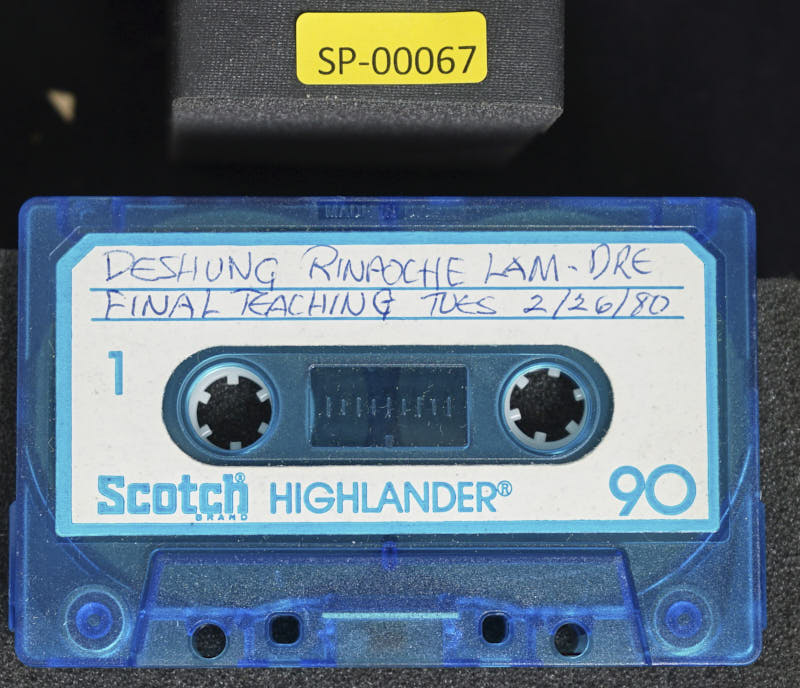 SP-00067
DESHUNG RINPOCHE LAM-DRE
FINAL TEACHING TUES 2/26/80
1
Scotch® HIGHLANDER® 90
BRAND